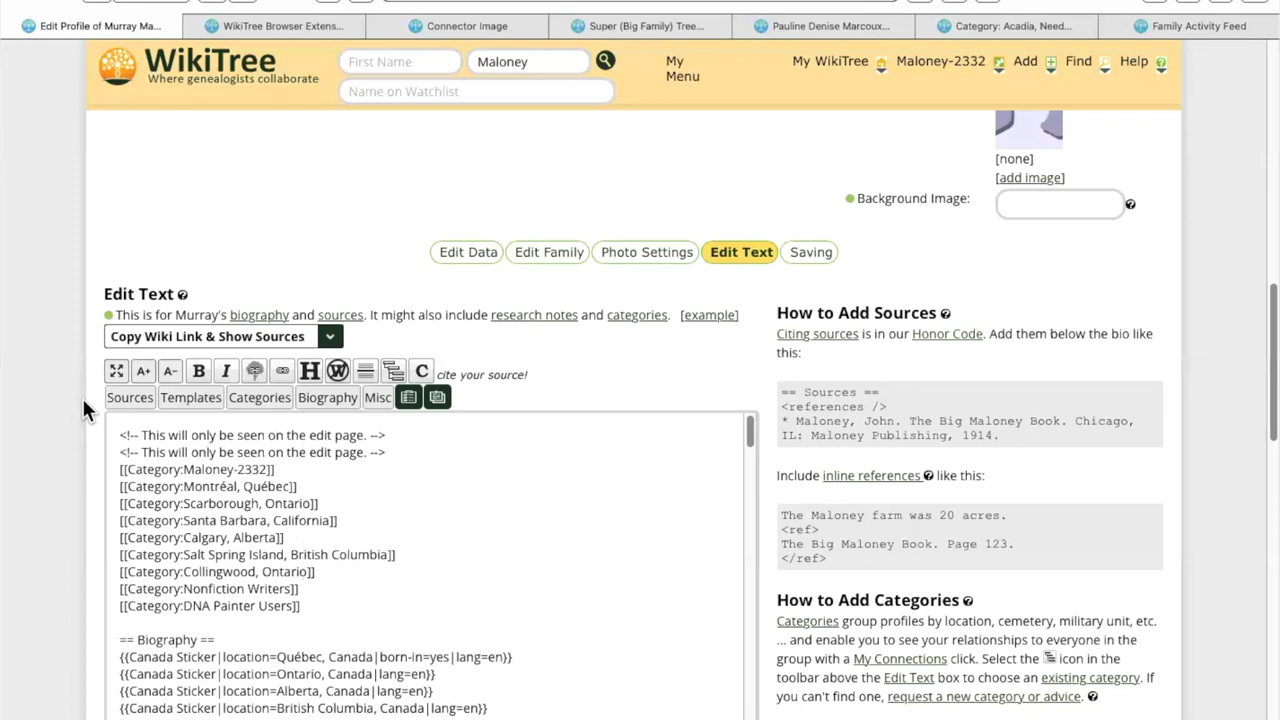 Edit Profile of Murray Ma...
WikiTree Browser Extens...
Connector Image
Super (Big Family) Tree...
Pauline Denise Marcoux...
Category: Acadia, Need...
Family Activity Feed
WikiTree
Where genealogists collaborate
First Name
Maloney
Name on Watchlist
My
Menu
My WikiTree
Maloney-2332
Add
Find
Help
[none]
[add image]
Background Image:
Edit Data
Edit Family
Photo Settings
Edit Text
Saving
Edit Text
This is for Murray's biography and sources. It might also include research notes and categories. [example]
Copy Wiki Link & Show Sources
A+ A- B I H W C cite your source!
Sources Templates Categories Biography Misc
<!-- This will only be seen on the edit page. -->
<!-- This will only be seen on the edit page. -->
[[Category:Maloney-2332]]
[[Category:Montréal, Québec]]
[[Category:Scarborough, Ontario]]
[[Category:Santa Barbara, California]]
[[Category:Calgary, Alberta]]
[[Category:Salt Spring Island, British Columbia]]
[[Category:Collingwood, Ontario]]
[[Category:Nonfiction Writers]]
[[Category:DNA Painter Users]]
== Biography ==
{{Canada Sticker|location=Québec, Canada|born-in=yes|lang=en}}
{{Canada Sticker|location=Ontario, Canada|lang=en}}
{{Canada Sticker|location=Alberta, Canada|lang=en}}
{{Canada Sticker|location=British Columbia, Canada|lang=en}}
How to Add Sources
Citing sources is in our Honor Code. Add them below the bio like
this:
== Sources ==
<references />
* Maloney, John. The Big Maloney Book. Chicago,
IL: Maloney Publishing, 1914.
Include inline references like this:
The Maloney farm was 20 acres.
<ref>
The Big Maloney Book. Page 123.
</ref>
How to Add Categories
Categories group profiles by location, cemetery, military unit, etc.
... and enable you to see your relationships to everyone in the
group with a My Connections click. Select the icon in the
toolbar above the Edit Text box to choose an existing category. If
you can't find one, request a new category or advice.